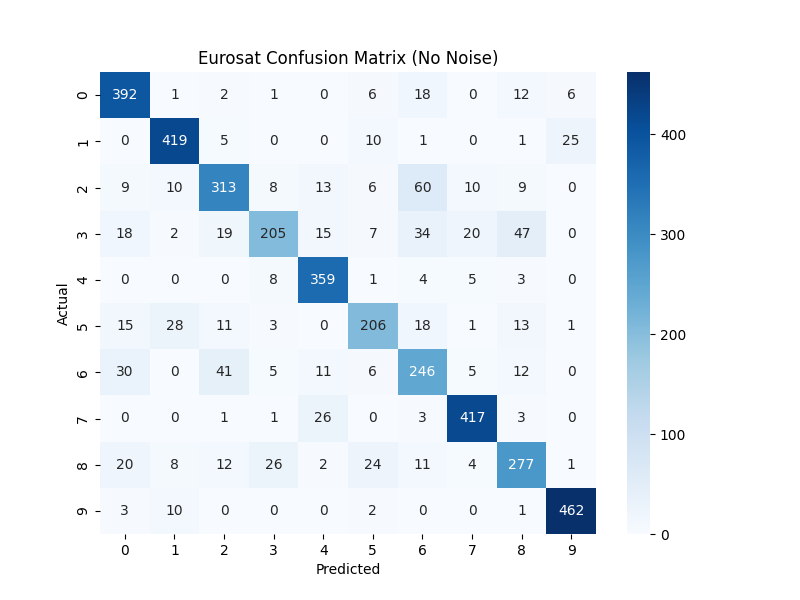 Eurosat Confusion Matrix (No Noise)
0 392 1 2 1 0 6 18 0 12 6
1 0 419 5 0 0 10 1 0 1 25
2 9 10 313 8 13 6 60 10 9 0
3 18 2 19 205 15 7 34 20 47 0
4 0 0 0 8 359 1 4 5 3 0
5 15 28 11 3 0 206 18 1 13 1
6 30 0 41 5 11 6 246 5 12 0
7 0 0 1 1 26 0 3 417 3 0
8 20 8 12 26 2 24 11 4 277 1
9 3 10 0 0 0 2 0 0 1 462
0 1 2 3 4 5 6 7 8 9
Predicted
Actual
400
300
200
100
0